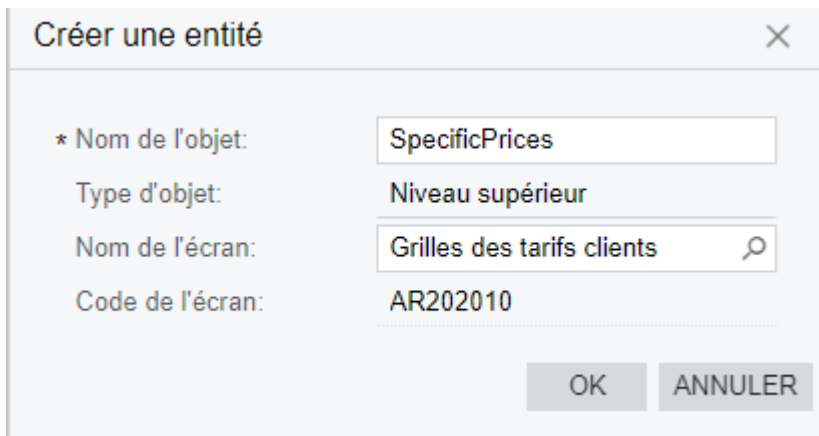 Créer une entité
* Nom de l'objet: SpecificPrices
Type d'objet: Niveau supérieur
Nom de l'écran: Grilles des tarifs clients
Code de l'écran: AR202010
OK ANNULER